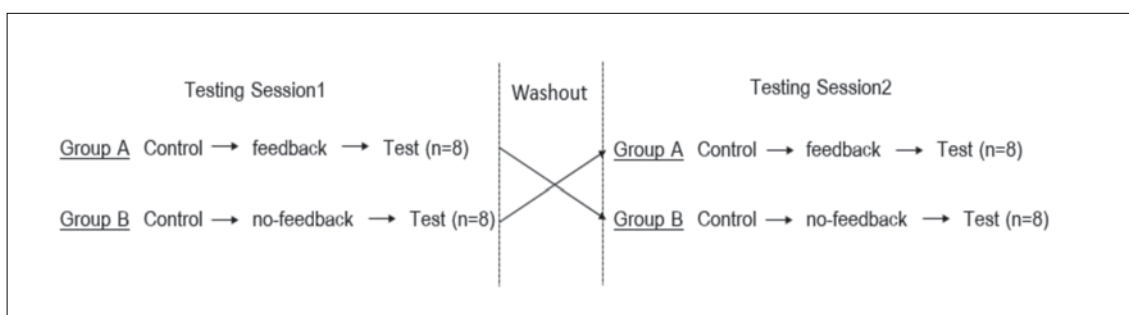 Testing Session1
Washout
Testing Session2
Group A Control → feedback → Test (n=8)
Group A Control → feedback → Test (n=8)
Group B Control → no-feedback → Test (n=8)
Group B Control → no-feedback → Test (n=8)